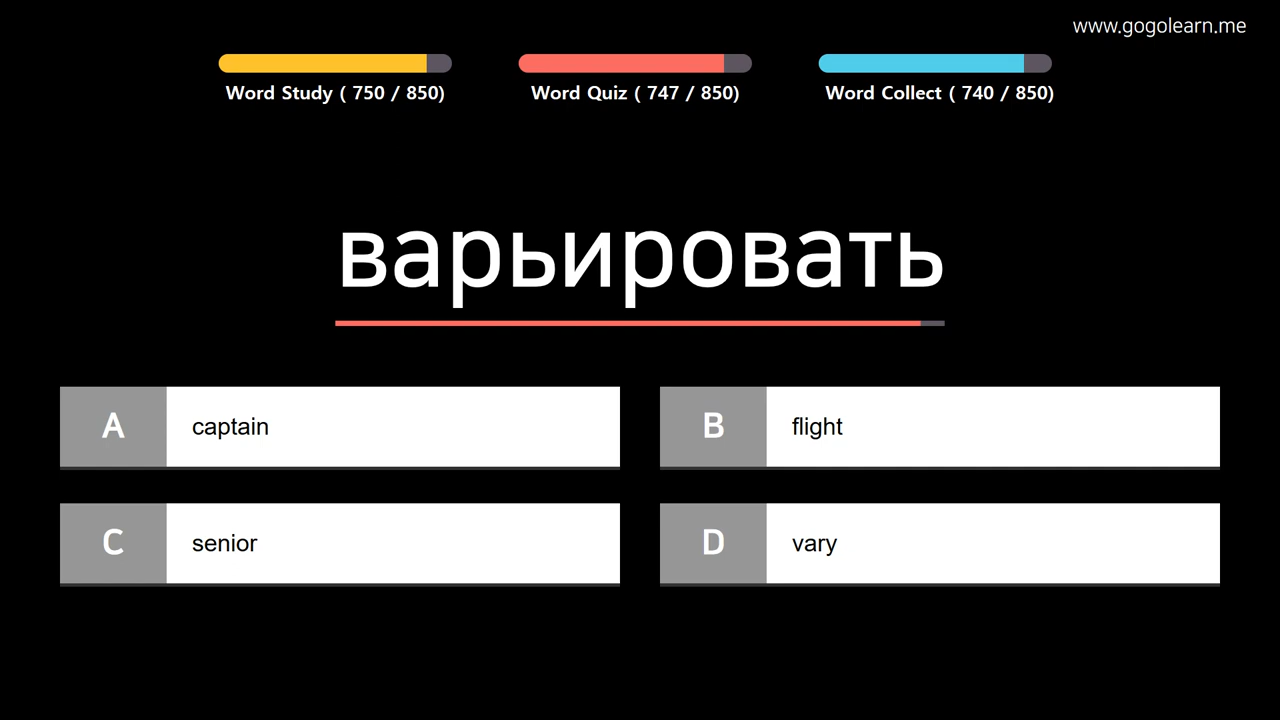 www.gogolearn.me
Word Study ( 750 / 850)
Word Quiz ( 747 / 850)
Word Collect ( 740 / 850)
варьировать
A captain
B flight
C senior
D vary